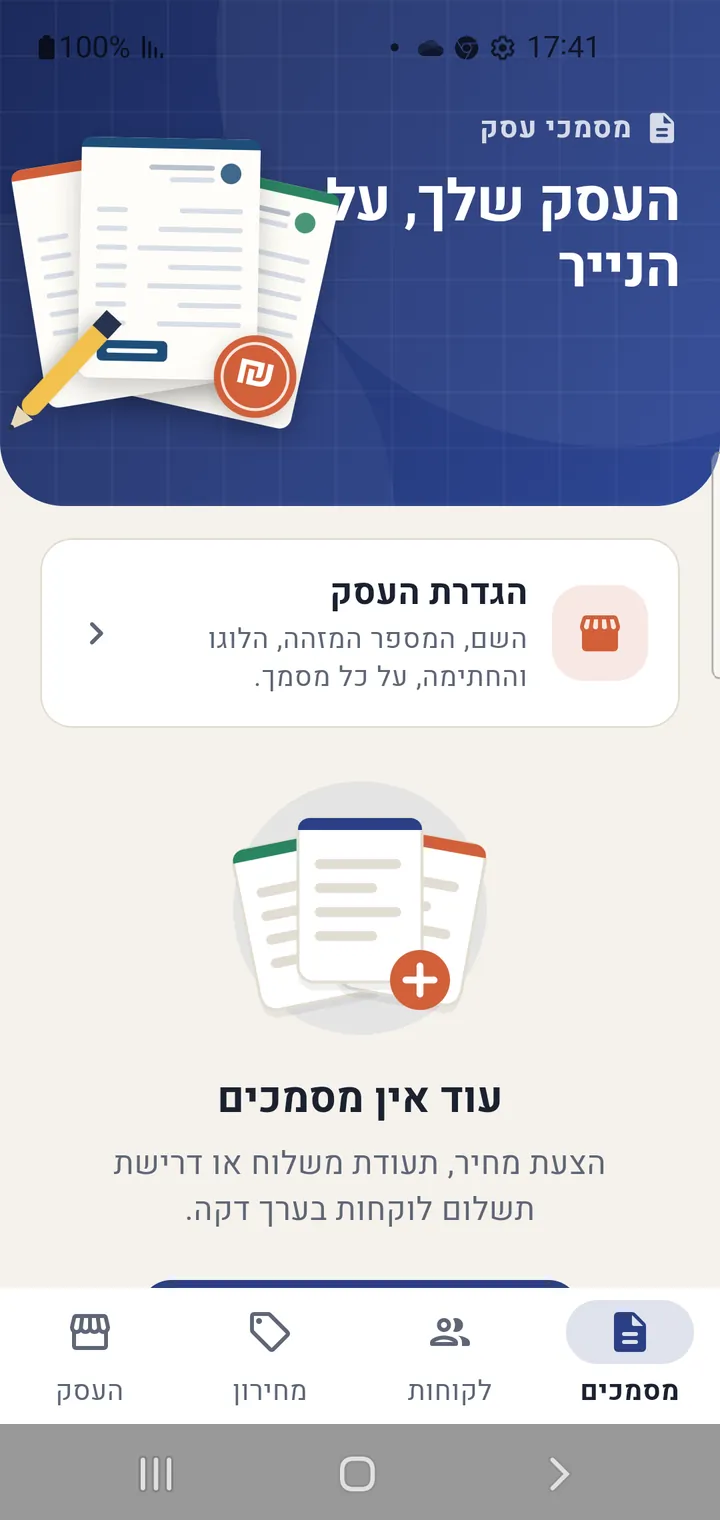 100% 17:41
מסמכי עסק
העסק שלך, על
הנייר
₪
הגדרת העסק
השם, המספר המזהה, הלוגו
והחתימה, על כל מסמך.
עוד אין מסמכים
הצעת מחיר, תעודת משלוח או דרישת
תשלום לוקחות בערך דקה.
מסמכים
לקוחות
מחירון
העסק